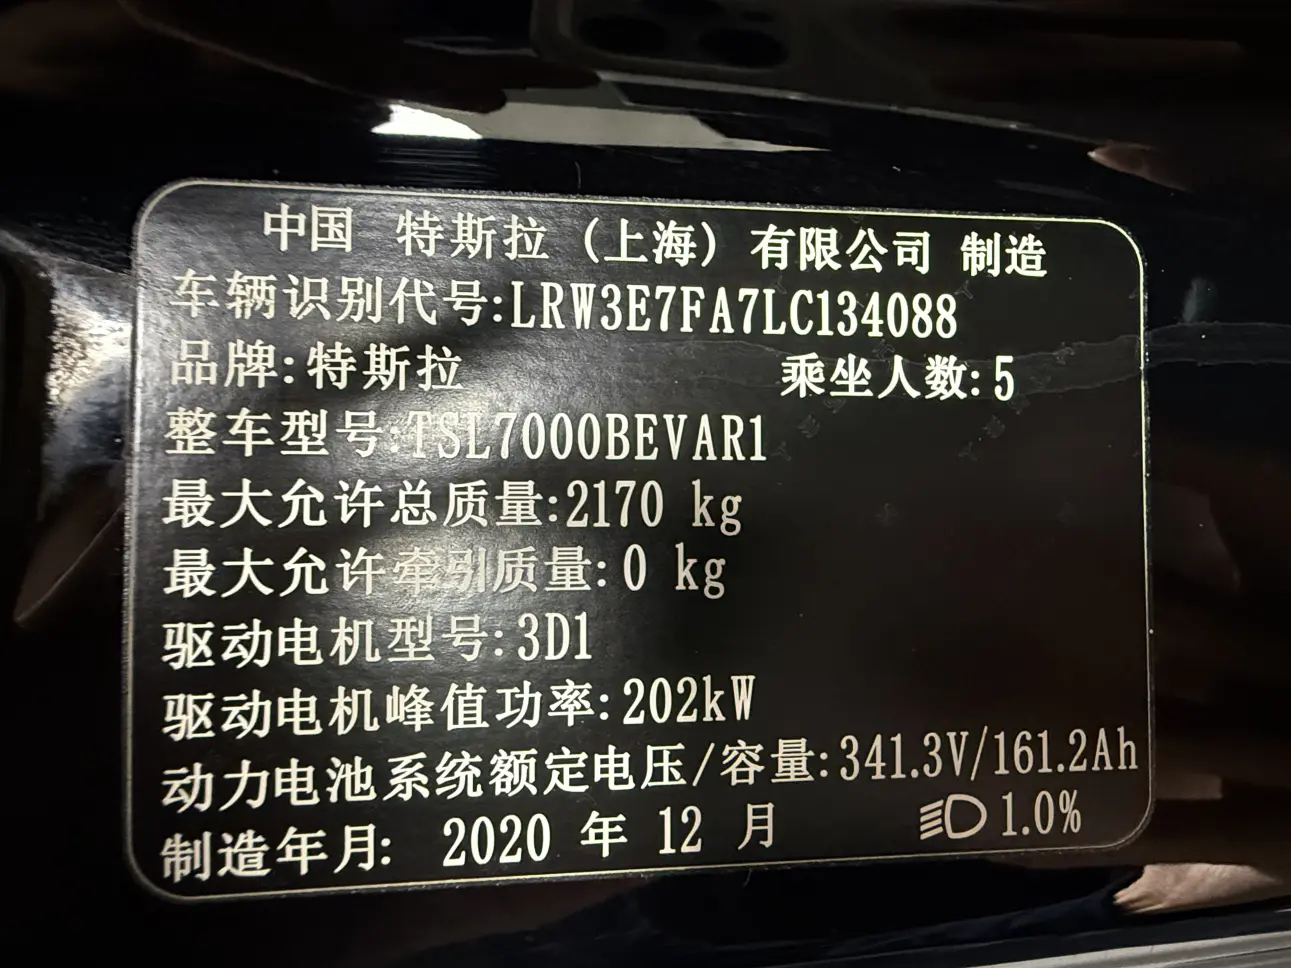 中国 特斯拉（上海）有限公司 制造
车辆识别代号:LRW3E7FA7LC134088
品牌:特斯拉 乘坐人数:5
整车型号:TSL7000BEVAR1
最大允许总质量:2170 kg
最大允许牵引质量:0 kg
驱动电机型号:3D1
驱动电机峰值功率:202kW
动力电池系统额定电压/容量:341.3V/161.2Ah
制造年月: 2020 年 12 月 1.0%